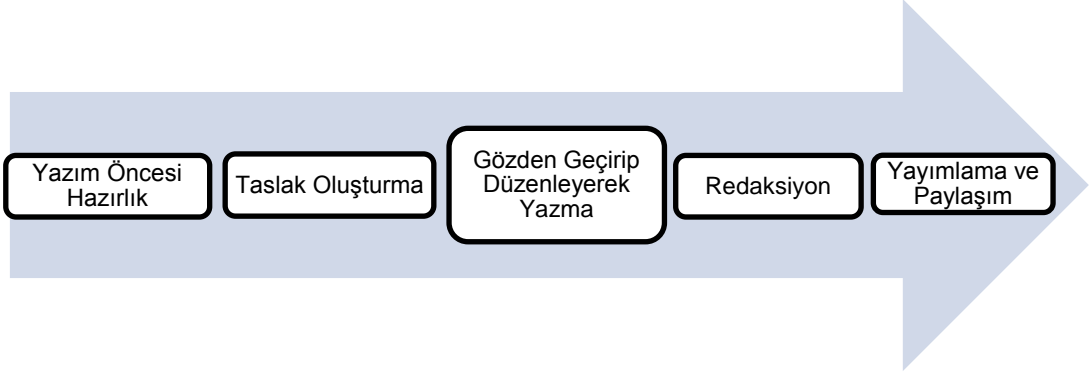 Yazım Öncesi
Hazırlık
Taslak Oluşturma
Gözden Geçirip
Düzenleyerek
Yazma
Redaksiyon
Yayımlama ve
Paylaşım